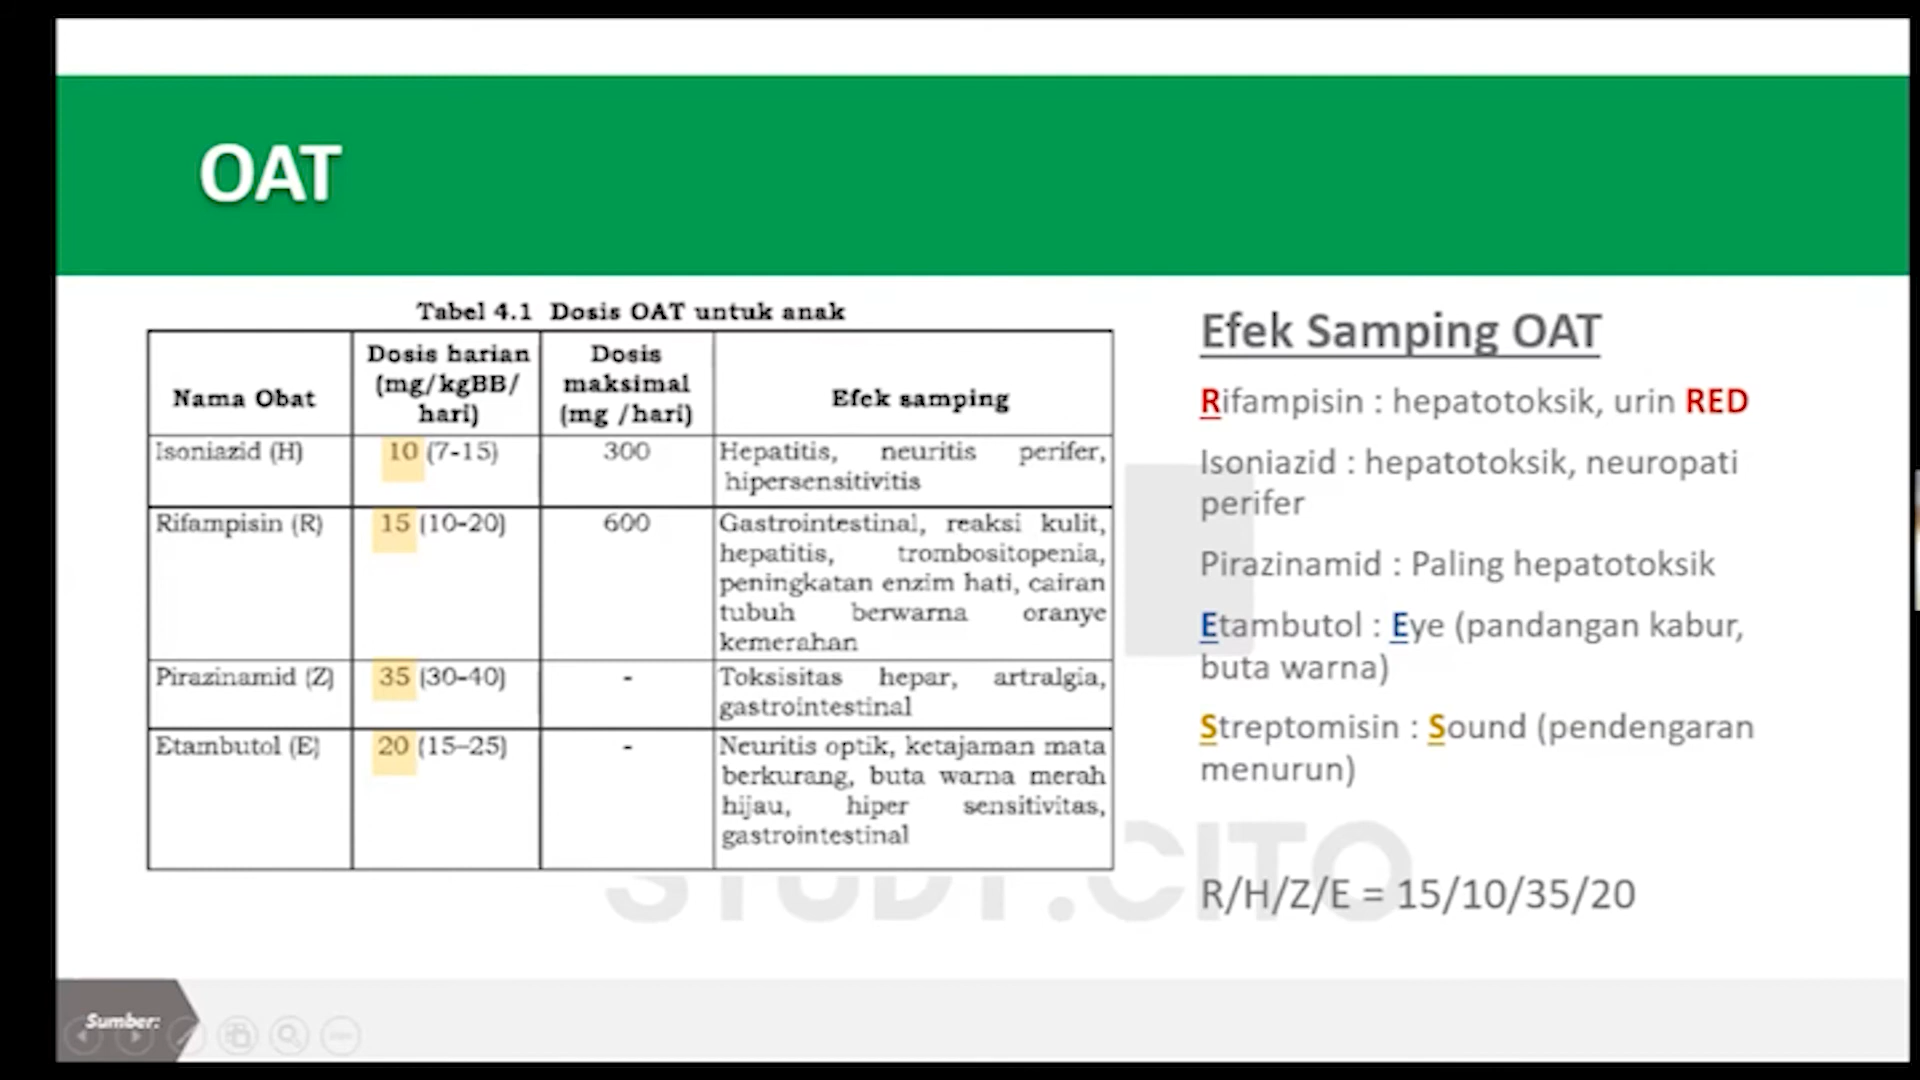 OAT
Tabel 4.1 Dosis OAT untuk anak
Nama Obat
Dosis harian
(mg/kgBB/
hari)
Dosis
maksimal
(mg /hari)
Efek samping
Isoniazid (H)
10 (7-15)
300
Hepatitis, neuritis perifer,
hipersensitivitis
Rifampisin (R)
15 (10-20)
600
Gastrointestinal, reaksi kulit,
hepatitis, trombositopenia,
peningkatan enzim hati, cairan
tubuh berwarna oranye
kemerahan
Pirazinamid (Z)
35 (30-40)
-
Toksisitas hepar, artralgia,
gastrointestinal
Etambutol (E)
20 (15–25)
-
Neuritis optik, ketajaman mata
berkurang, buta warna merah
hijau, hiper sensitivitas,
gastrointestinal
Efek Samping OAT
Rifampisin : hepatotoksik, urin RED
Isoniazid : hepatotoksik, neuropati
perifer
Pirazinamid : Paling hepatotoksik
Etambutol : Eye (pandangan kabur,
buta warna)
Streptomisin : Sound (pendengaran
menurun)
R/H/Z/E = 15/10/35/20
STUDY.CITO
Sumber: